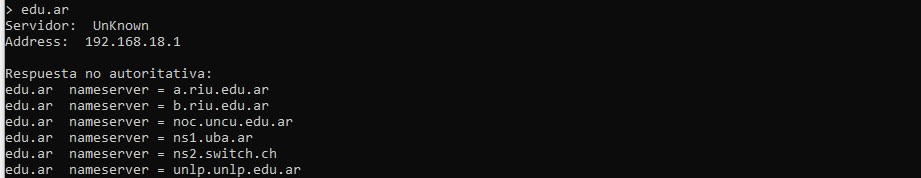 > edu.ar
Servidor:  UnKnown
Address:  192.168.18.1

Respuesta no autoritativa:
edu.ar  nameserver = a.riu.edu.ar
edu.ar  nameserver = b.riu.edu.ar
edu.ar  nameserver = noc.uncu.edu.ar
edu.ar  nameserver = ns1.uba.ar
edu.ar  nameserver = ns2.switch.ch
edu.ar  nameserver = unlp.unlp.edu.ar